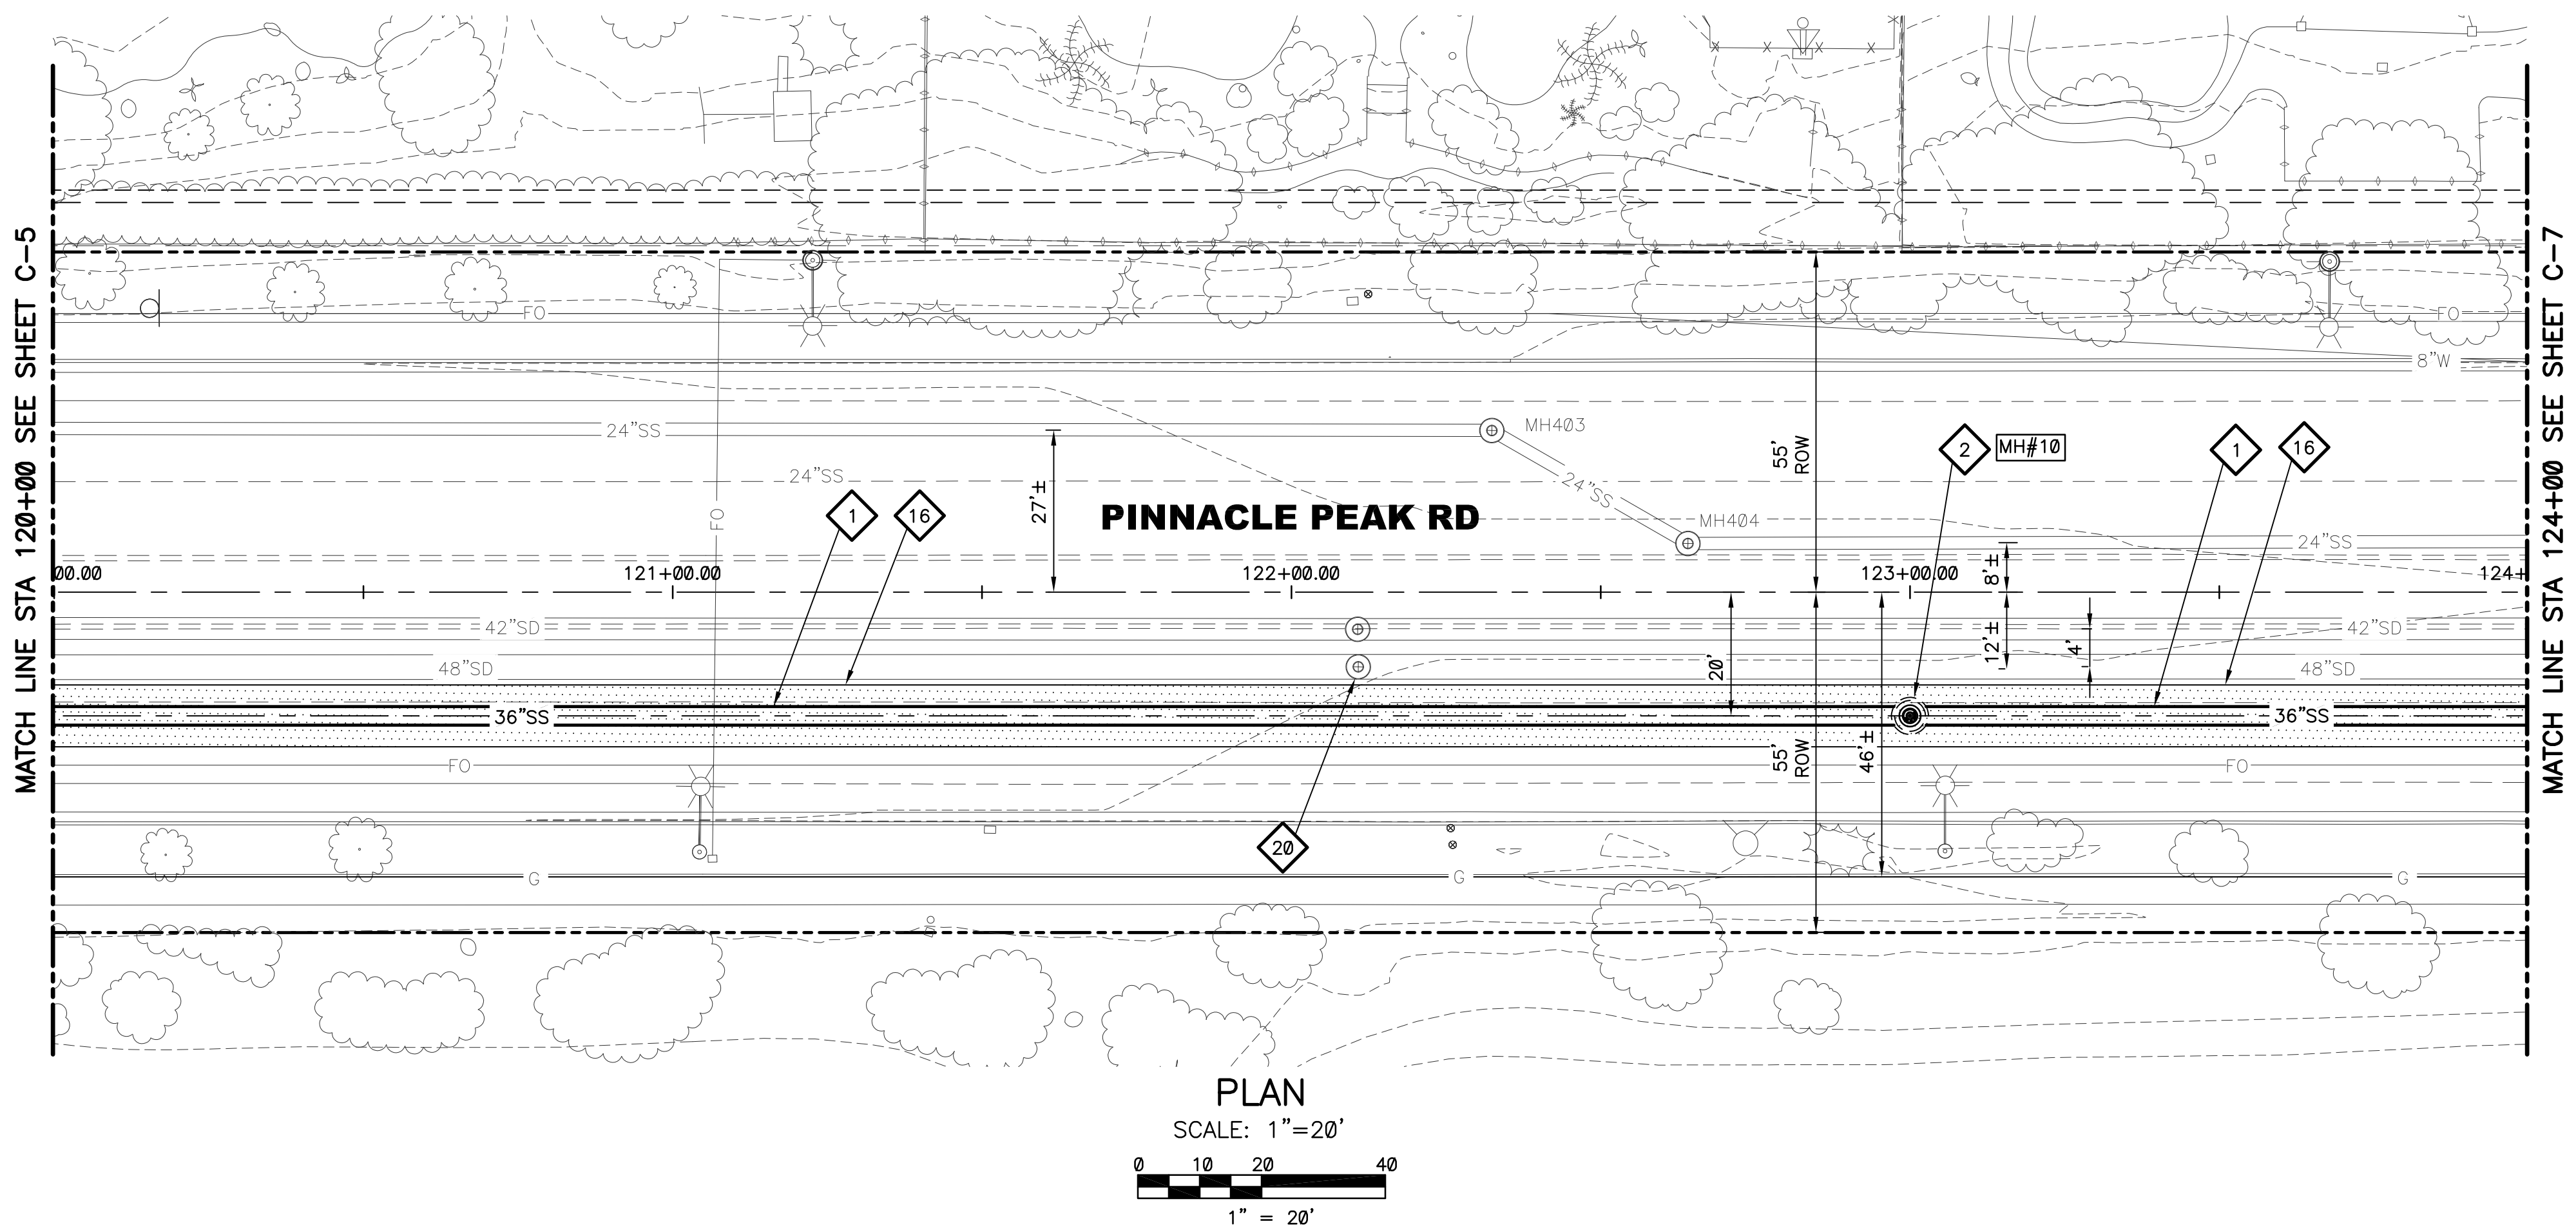 MATCH LINE STA 120+00 SEE SHEET C-5
MATCH LINE STA 124+00 SEE SHEET C-7
FO
FO
8"W
24"SS
MH403
2
MH#10
1
16
55'
ROW
24"SS
24"SS
27'±
1
16
FO
PINNACLE PEAK RD
MH404
24"SS
00.00
121+00.00
122+00.00
123+00.00
124+
8'±
42"SD
42"SD
12'±
4'
48"SD
20'
48"SD
36"SS
36"SS
55'
ROW
46'±
FO
FO
20
G
G
G
PLAN
SCALE: 1"=20'
0 10 20 40
1" = 20'